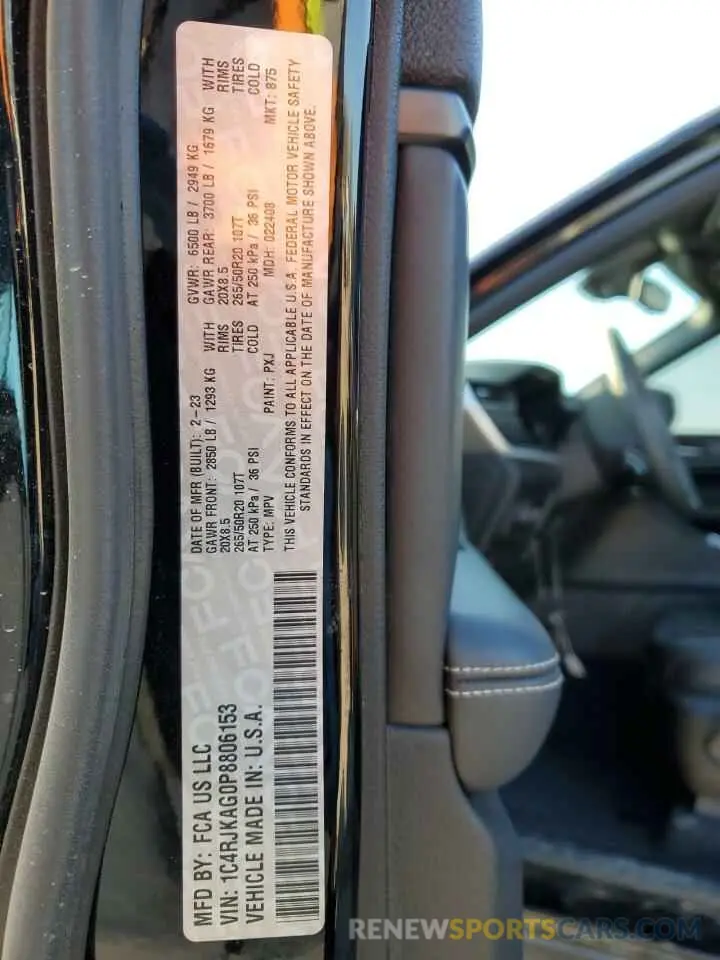 MFD BY: FCA US LLC
DATE OF MFR (BUILT): 2-23
GVWR: 6500 LB / 2949 KG
GAWR FRONT: 2850 LB / 1293 KG WITH
GAWR REAR: 3700 LB / 1679 KG WITH
20X8.5 RIMS
20X8.5 RIMS
265/50R20 107T TIRES
265/50R20 107T TIRES
AT 250 kPa / 36 PSI COLD
AT 250 kPa / 36 PSI COLD
VIN: 1C4RJKAG0P8806153
TYPE: MPV
PAINT: PXJ
MDH: 022408
MKT: 875
VEHICLE MADE IN: U.S.A.
THIS VEHICLE CONFORMS TO ALL APPLICABLE U.S.A. FEDERAL MOTOR VEHICLE SAFETY
STANDARDS IN EFFECT ON THE DATE OF MANUFACTURE SHOWN ABOVE.
RENEWSPORTSCARS.COM